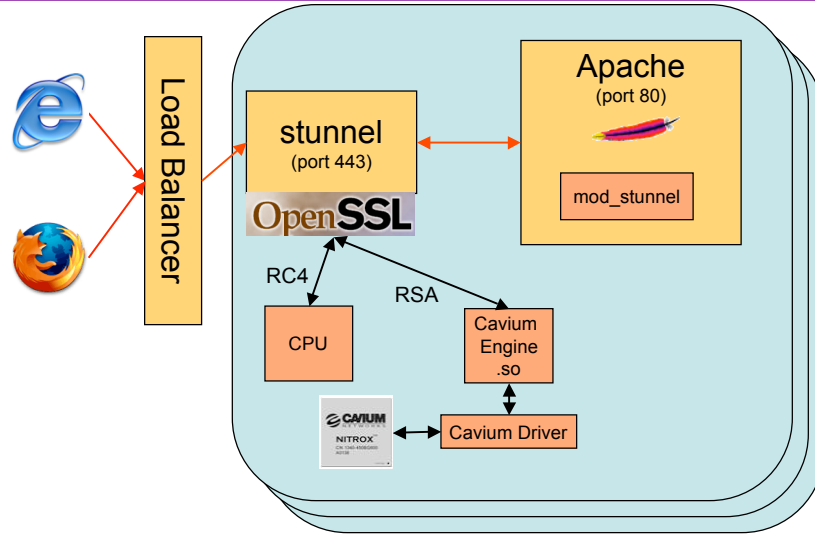 Load Balancer
stunnel
(port 443)
OpenSSL
Apache
(port 80)
mod_stunnel
RC4
RSA
CPU
Cavium
Engine
.so
Cavium Driver
CAVIUM
NETWORKS
NITROX